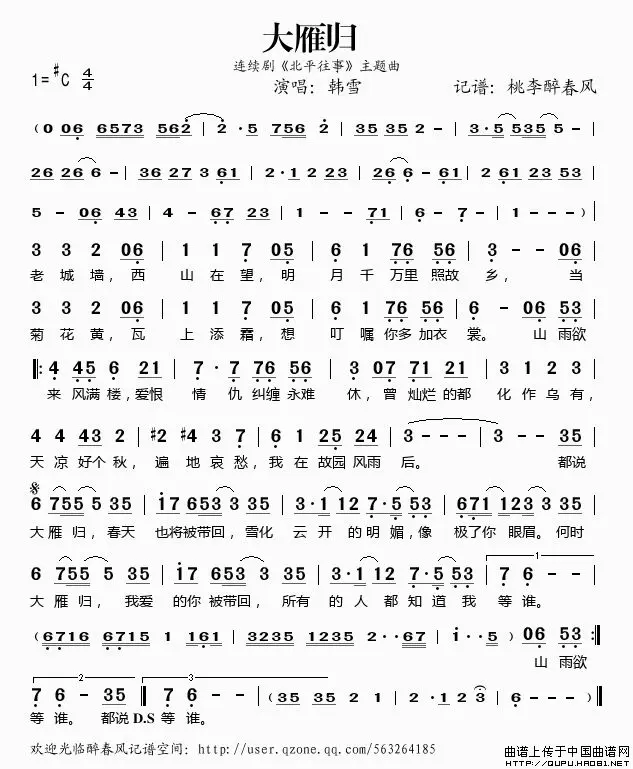 大雁归
连续剧《北平往事》主题曲
1=#C 4/4 演唱：韩雪 记谱：桃李醉春风
(0 06 6573 562 | 2·5 756 2 | 35 35 2 - | 3·5 535 5 - |
26 26 6 - | 36 27 3 61 | 2·1 2 23 | 26 6 - 61 | 2 61 23 53 |
5 - 06 43 | 4 - 67 23 | 1 - - 71 | 6 - 7 - | 1 - - - ) |
3 3 2 06 | 1 1 7 05 | 6 1 76 56 | 3 - - 06 |
老城墙，西 山在望，明 月千万里照故 乡， 当
3 3 2 06 | 1 1 7 05 | 6 1 76 56 | 6 - 06 53 |
菊花黄，瓦 上添霜，想 叮嘱你多加衣 裳。 山雨欲
‖: 4 45 6 21 | 7·7 76 56 | 3 07 71 21 | 3 1 2 3 |
来风满楼，爱恨 情仇纠缠永难 休，曾灿烂的都 化作乌有，
4 4 43 2 | #2 #4 3 7 | 6 1 25 24 | 3 - - - | 3 - - 35 |
天凉好个秋，遍地哀愁，我在故园风雨 后。 都说
6 755 5 35 | 17 653 3 35 | 3·1 12 7·5 53 | 671 123 35 |
大雁归，春天 也将被带回，雪化 云开的明媚，像 极了你眼眉。何时
6 755 5 35 | 17 653 3 35 | 3·1 12 7·5 53 | 1 7 6 - - |
大雁归，我爱 的你被带回，所有 的人都知道我 等谁。
(6716 6715 1 161 | 3235 1235 2··67 | 1··5 ) 06 53 :‖
山雨欲
2 7 6 - 35 ‖ 3 7 6 - - | (35 35 2 1 | 2·1 2 3 | 6 - - - ) ‖
等谁。 都说 D.S 等谁。
欢迎光临醉春风记谱空间：http://user.qzone.qq.com/563264185
曲谱上传于中国曲谱网
HTTP://QUPU.HAO81.NET